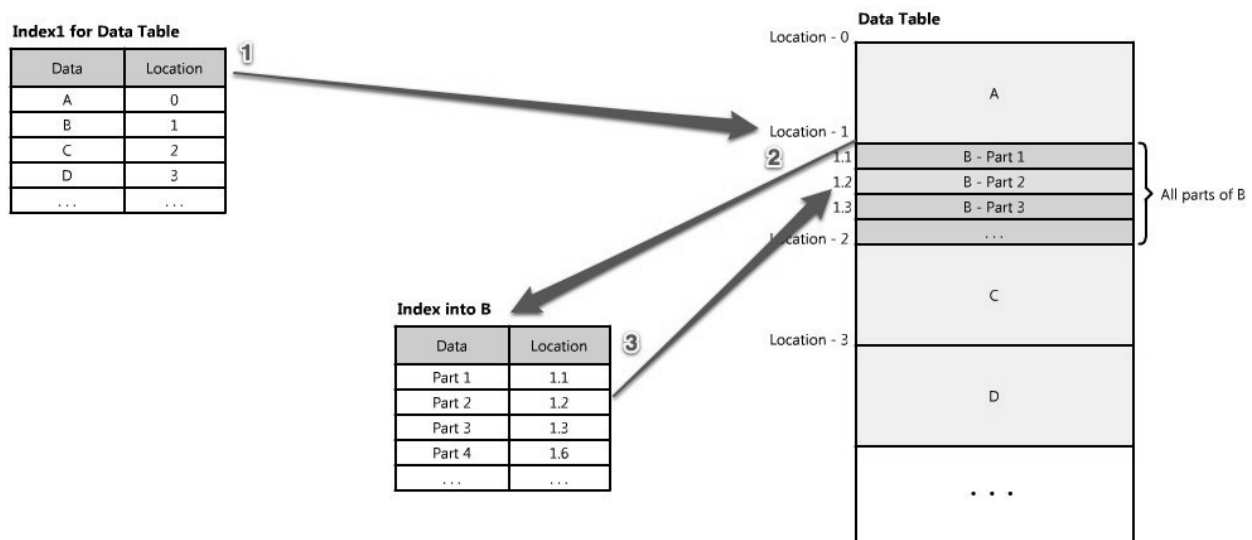 Index1 for Data Table
Data Location
A 0
B 1
C 2
D 3
... ...
1
Data Table
Location - 0
A
Location - 1
2
1.1 B - Part 1
1.2 B - Part 2
1.3 B - Part 3
...
All parts of B
Location - 2
C
Location - 3
D
...
Index into B
3
Data Location
Part 1 1.1
Part 2 1.2
Part 3 1.3
Part 4 1.6
... ...